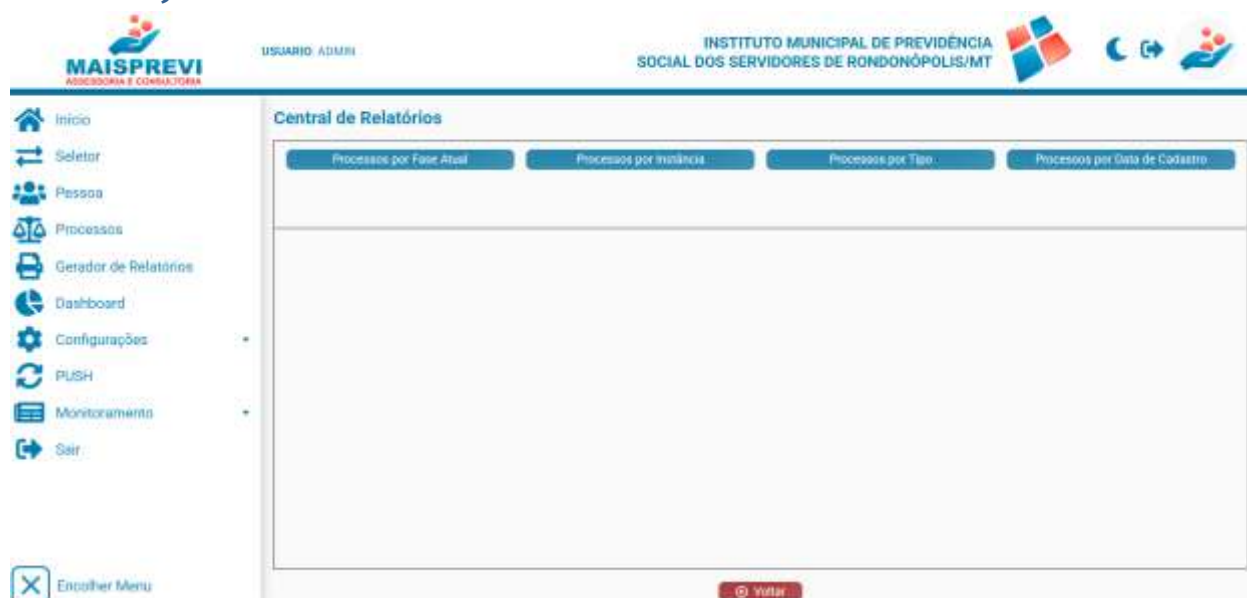 MAISPREVI
ASSESSORIA E CONSULTORIA
USUARIO: ADMIN
INSTITUTO MUNICIPAL DE PREVIDÊNCIA
SOCIAL DOS SERVIDORES DE RONDONÓPOLIS/MT
Início
Seletor
Pessoa
Processos
Gerador de Relatórios
Dashboard
Configurações
PUSH
Monitoramento
Sair
Encolher Menu
Central de Relatórios
Processos por Fase Atual
Processos por Instância
Processos por Tipo
Processos por Data de Cadastro
Voltar